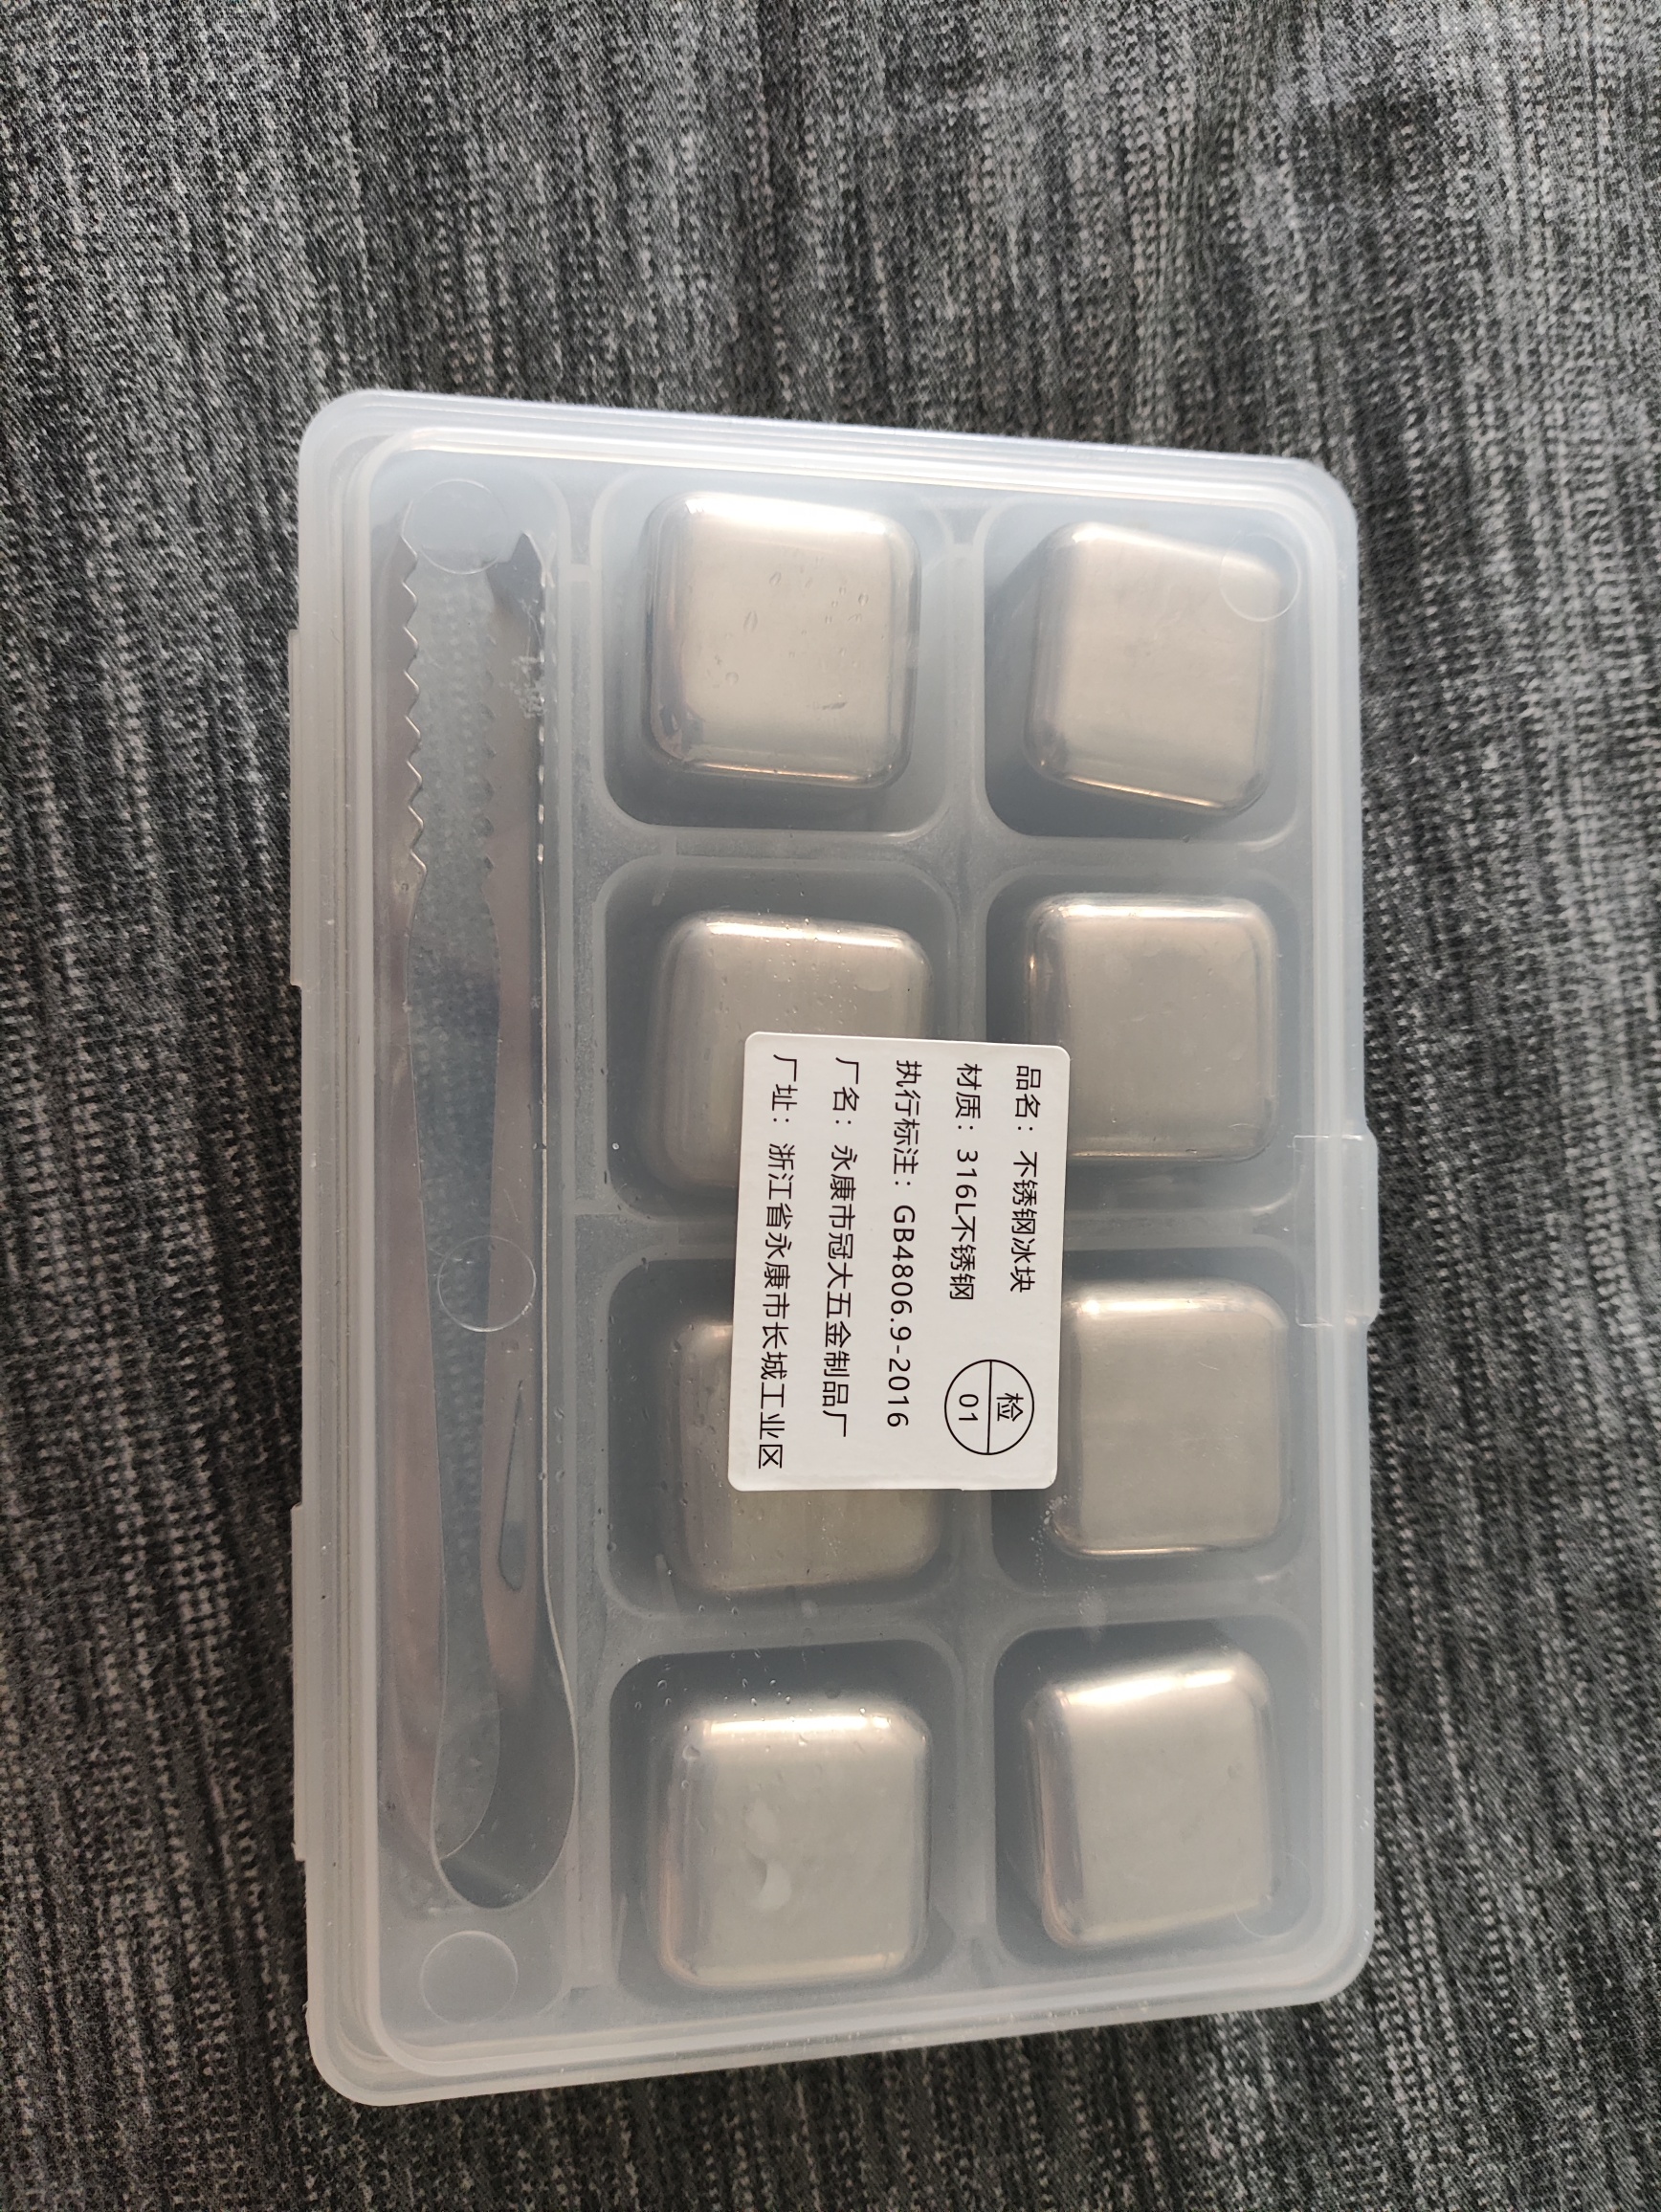 品名：不锈钢冰块
材质：316L不锈钢
执行标注：GB4806.9-2016
厂名：永康市冠大五金制品厂
厂址：浙江省永康市长城工业区
检
01